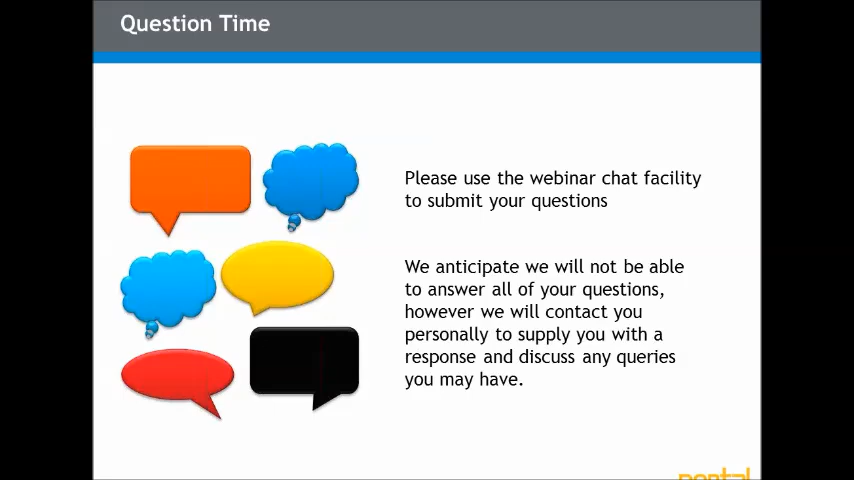 Question Time
Please use the webinar chat facility
to submit your questions
We anticipate we will not be able
to answer all of your questions,
however we will contact you
personally to supply you with a
response and discuss any queries
you may have.